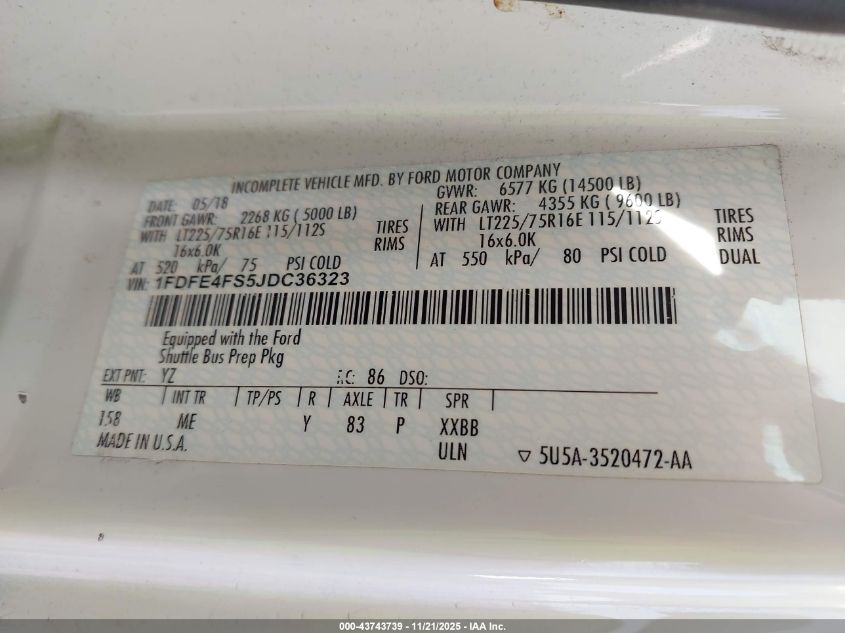 INCOMPLETE VEHICLE MFD. BY FORD MOTOR COMPANY
DATE: 05/18 GVWR: 6577 KG (14500 LB)
FRONT GAWR: 2268 KG ( 5000 LB) REAR GAWR: 4355 KG ( 9600 LB)
WITH LT225/75R16E 115/112S TIRES WITH LT225/75R16E 115/112S TIRES
16x6.0K RIMS 16x6.0K RIMS
AT 520 kPa/ 75 PSI COLD AT 550 kPa/ 80 PSI COLD DUAL
VIN: 1FDFE4FS5JDC36323
Equipped with the Ford
Shuttle Bus Prep Pkg
EXT PNT: YZ RC: 86 DSO:
WB INT TR TP/PS R AXLE TR SPR
158 ME Y 83 P XXBB
MADE IN U.S.A. ULN ▽ 5U5A-3520472-AA
000-43743739 - 11/21/2025 - IAA Inc.